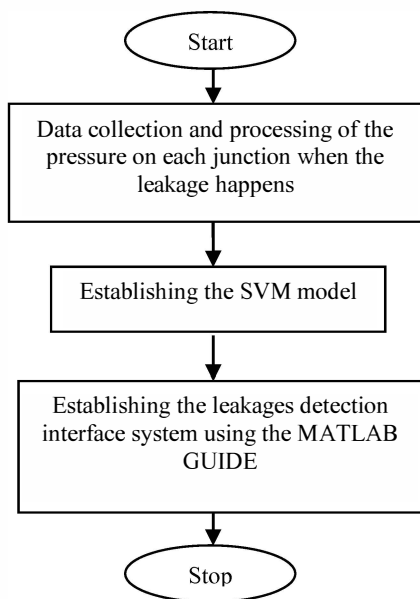 Start
Data collection and processing of the
pressure on each junction when the
leakage happens
Establishing the SVM model
Establishing the leakages detection
interface system using the MATLAB
GUIDE
Stop